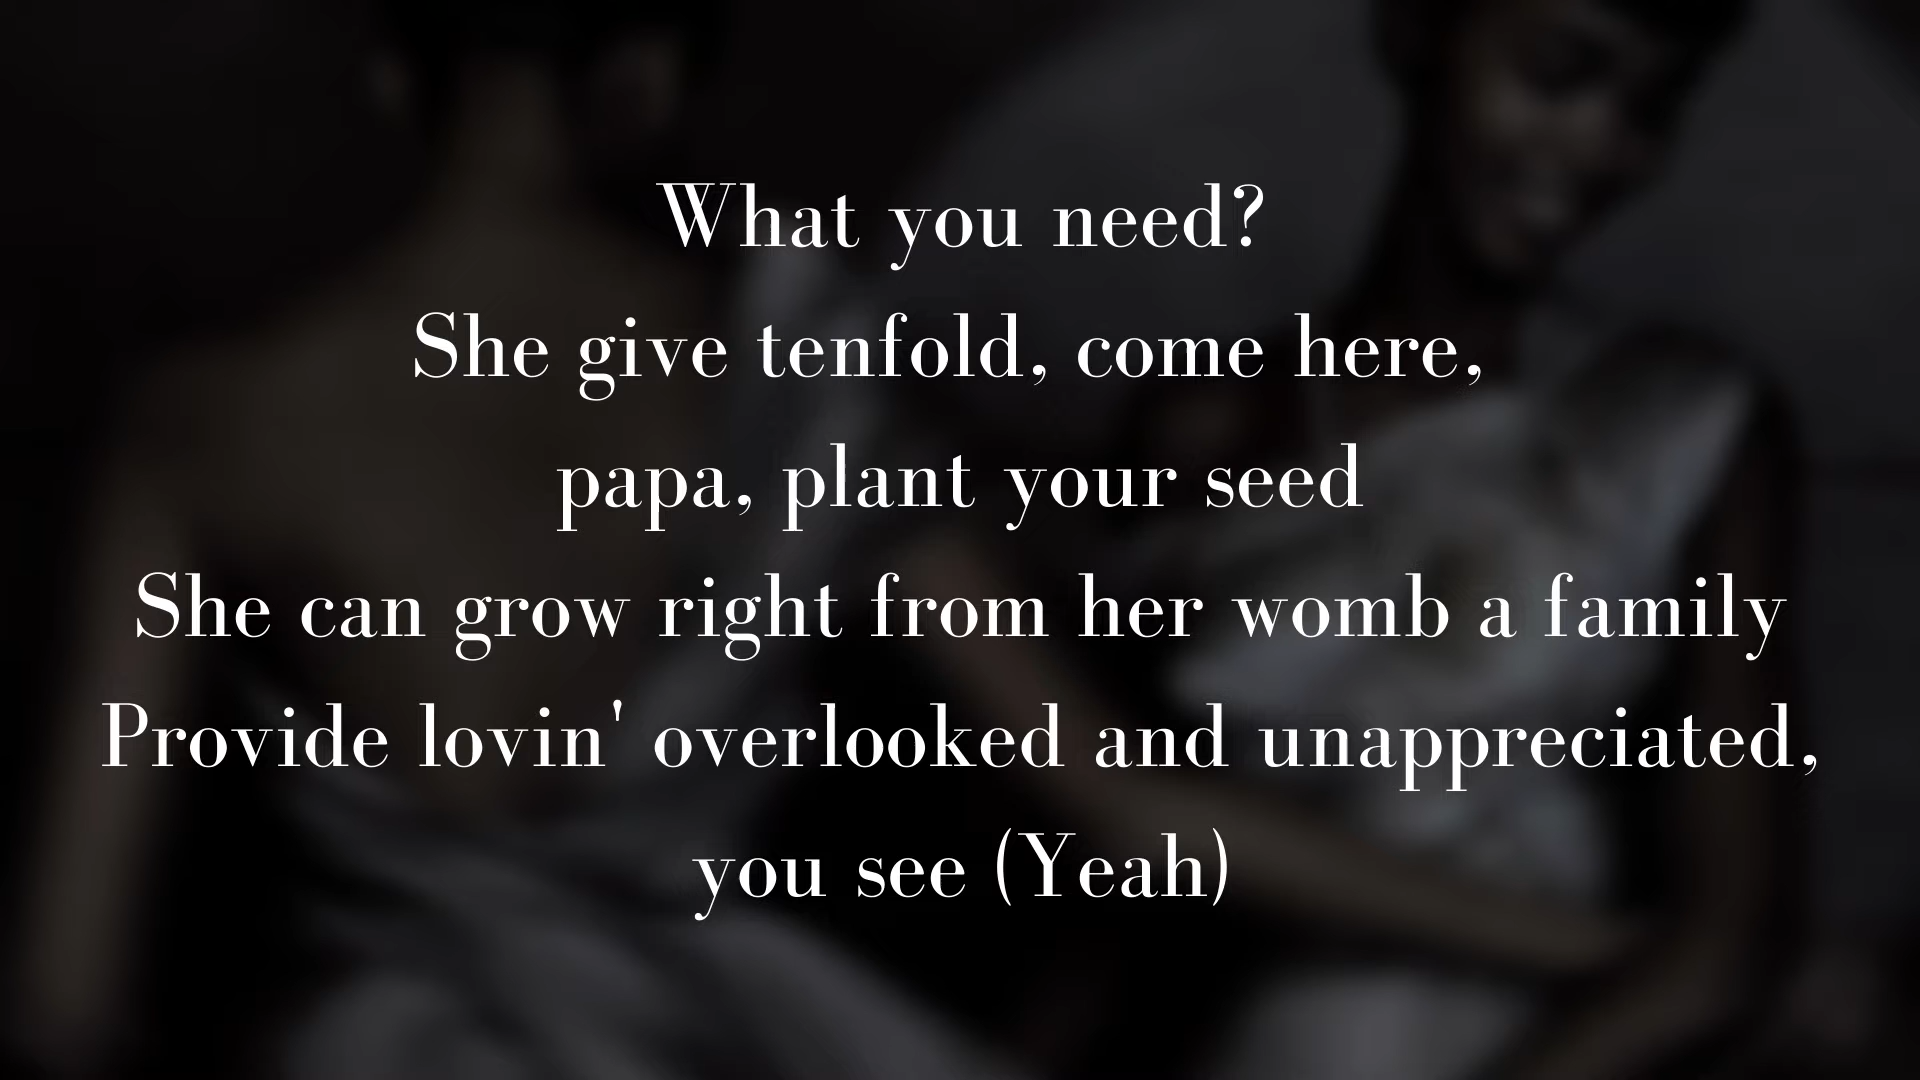 What you need?
She give tenfold, come here,
papa, plant your seed
She can grow right from her womb a family
Provide lovin' overlooked and unappreciated,
you see (Yeah)